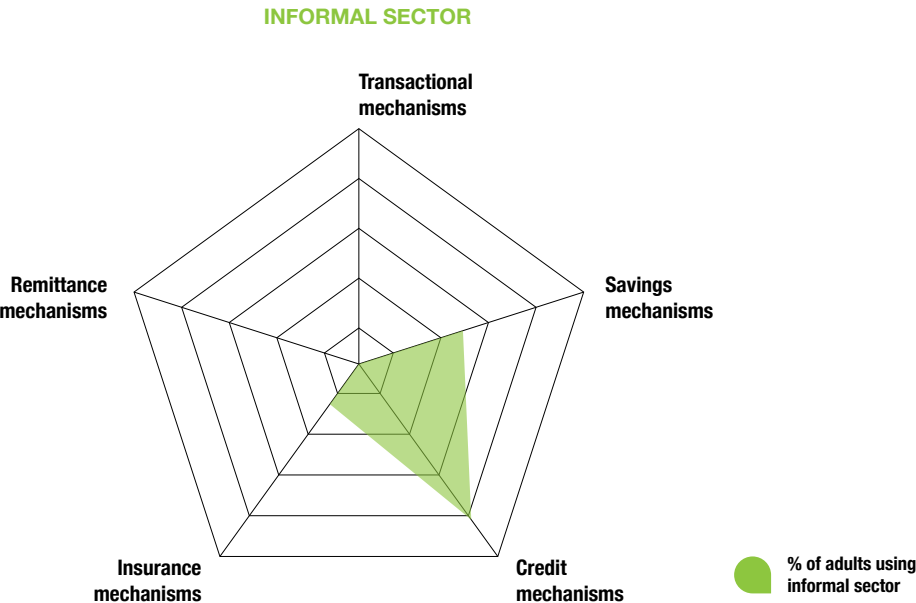 INFORMAL SECTOR
Transactional
mechanisms
Remittance
mechanisms
Savings
mechanisms
Insurance
mechanisms
Credit
mechanisms
% of adults using
informal sector